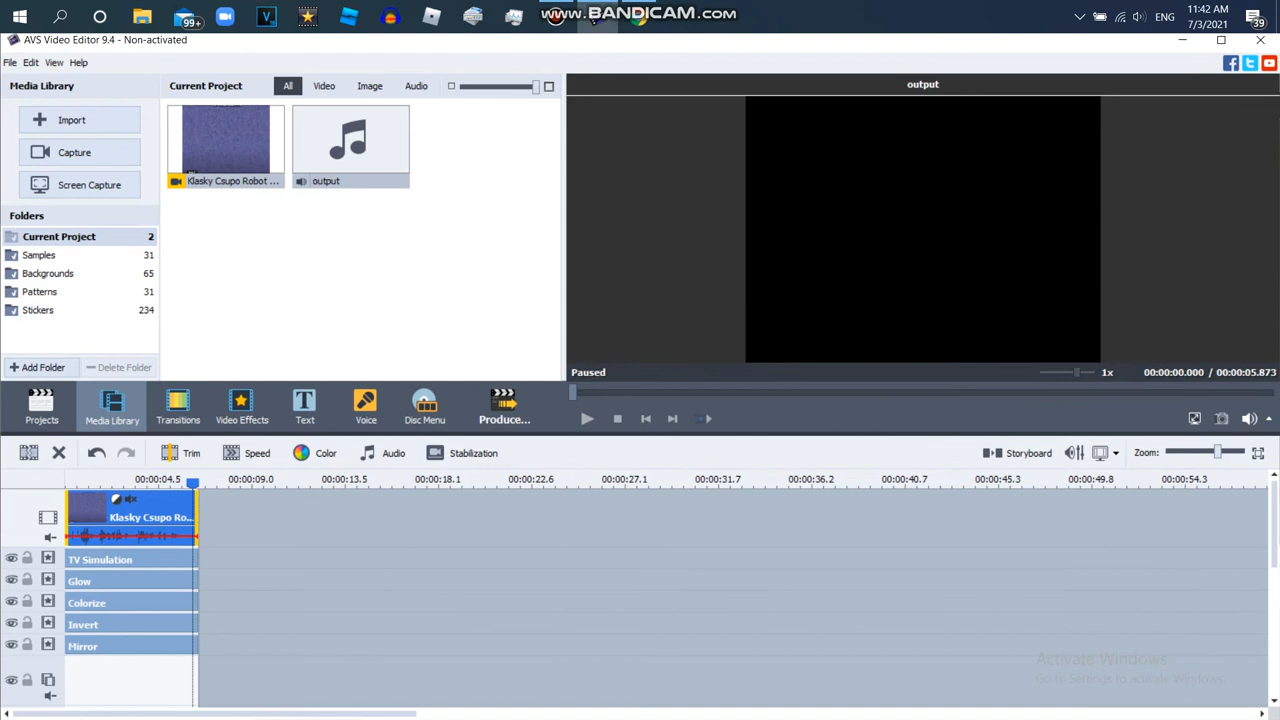 www.BANDICAM.com
99+
ENG
11:42 AM
7/3/2021
39
AVS Video Editor 9.4 - Non-activated
File Edit View Help
Media Library
Current Project
All
Video
Image
Audio
output
Import
Capture
Screen Capture
Klasky Csupo Robot ...
output
Folders
Current Project 2
Samples 31
Backgrounds 65
Patterns 31
Stickers 234
Add Folder
Delete Folder
Paused
1x
00:00:00.000 / 00:00:05.873
Projects
Media Library
Transitions
Video Effects
Text
Voice
Disc Menu
Produce...
Trim
Speed
Color
Audio
Stabilization
Storyboard
Zoom:
00:00:04.5 00:00:09.0 00:00:13.5 00:00:18.1 00:00:22.6 00:00:27.1 00:00:31.7 00:00:36.2 00:00:40.7 00:00:45.3 00:00:49.8 00:00:54.3
Klasky Csupo Ro...
TV Simulation
Glow
Colorize
Invert
Mirror
Activate Windows
Go to Settings to activate Windows.